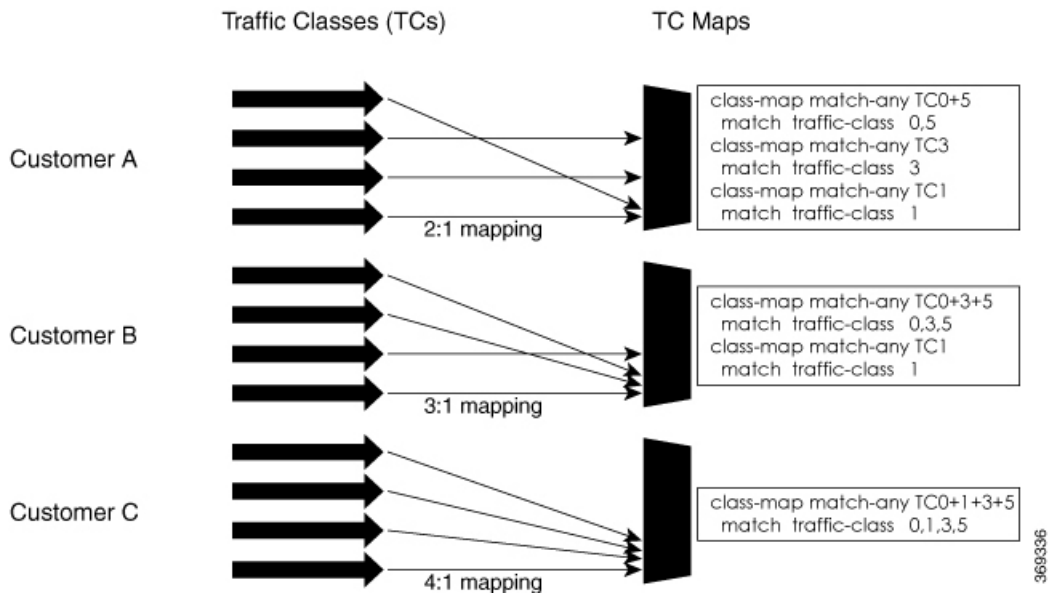 Traffic Classes (TCs)
TC Maps
Customer A
2:1 mapping
class-map match-any TC0+5
match traffic-class 0,5
class-map match-any TC3
match traffic-class 3
class-map match-any TC1
match traffic-class 1
Customer B
3:1 mapping
class-map match-any TC0+3+5
match traffic-class 0,3,5
class-map match-any TC1
match traffic-class 1
Customer C
4:1 mapping
class-map match-any TC0+1+3+5
match traffic-class 0,1,3,5
369336